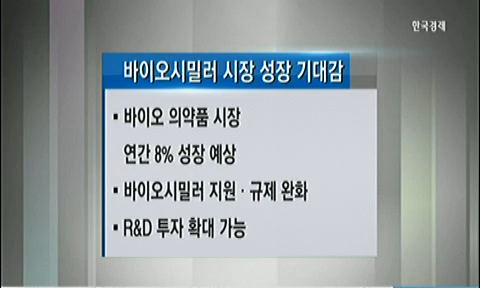 한국경제
바이오시밀러 시장 성장 기대감
▪ 바이오 의약품 시장
연간 8% 성장 예상
▪ 바이오시밀러 지원 · 규제 완화
▪ R&D 투자 확대 가능